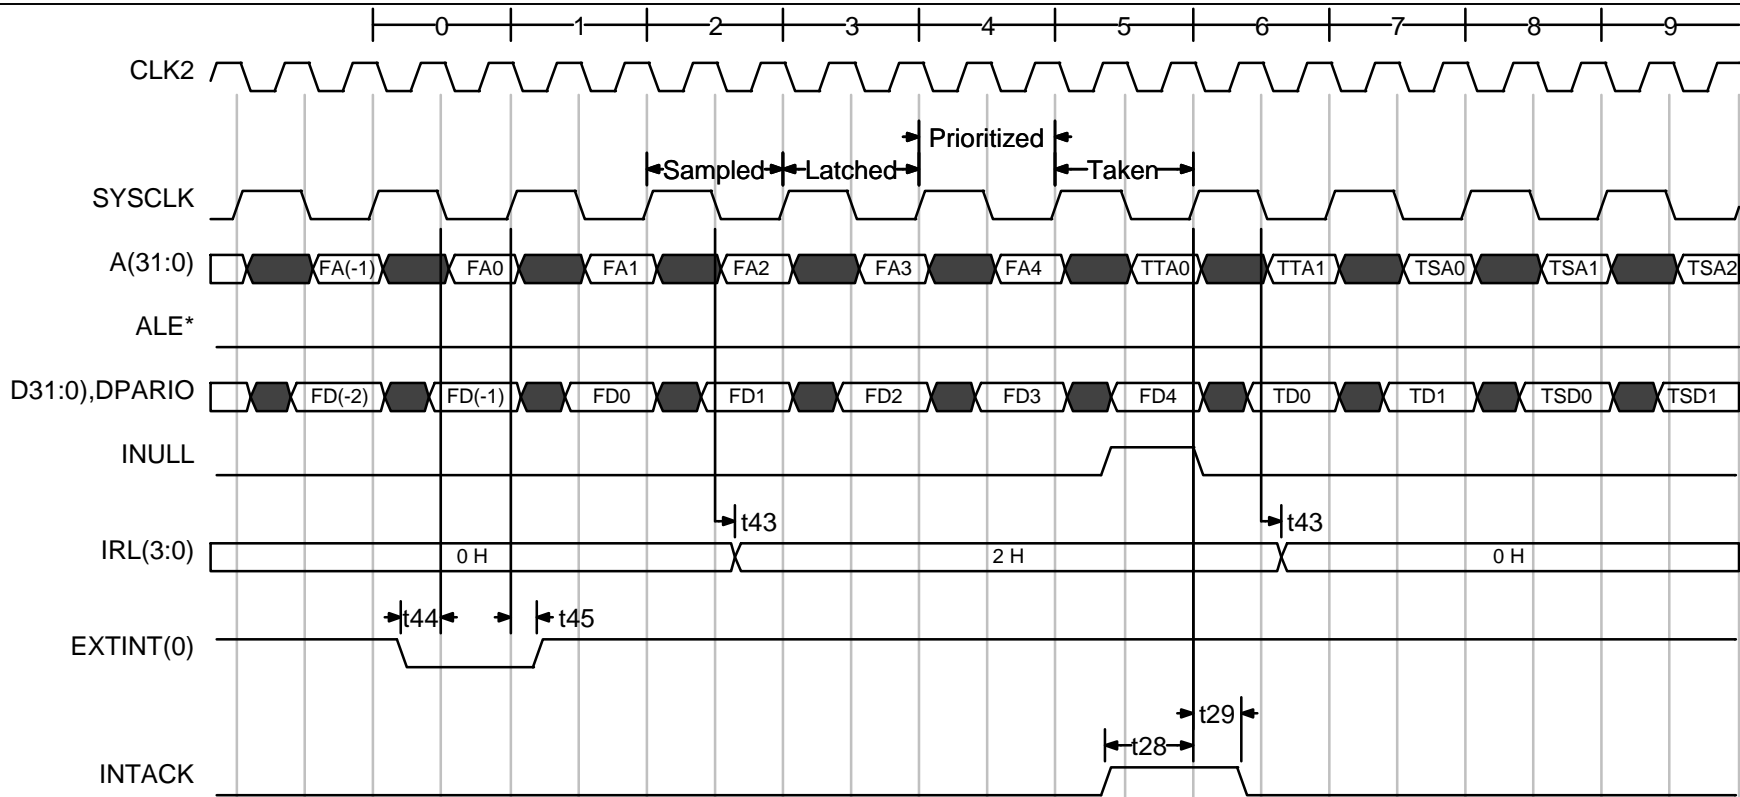 0 1 2 3 4 5 6 7 8 9
CLK2
Prioritized
Sampled Latched Taken
SYSCLK
A(31:0) FA(-1) FA0 FA1 FA2 FA3 FA4 TTA0 TTA1 TSA0 TSA1 TSA2
ALE*
D31:0),DPARIO FD(-2) FD(-1) FD0 FD1 FD2 FD3 FD4 TD0 TD1 TSD0 TSD1
INULL
t43 t43
IRL(3:0) 0 H 2 H 0 H
t44 t45
EXTINT(0)
t29
t28
INTACK